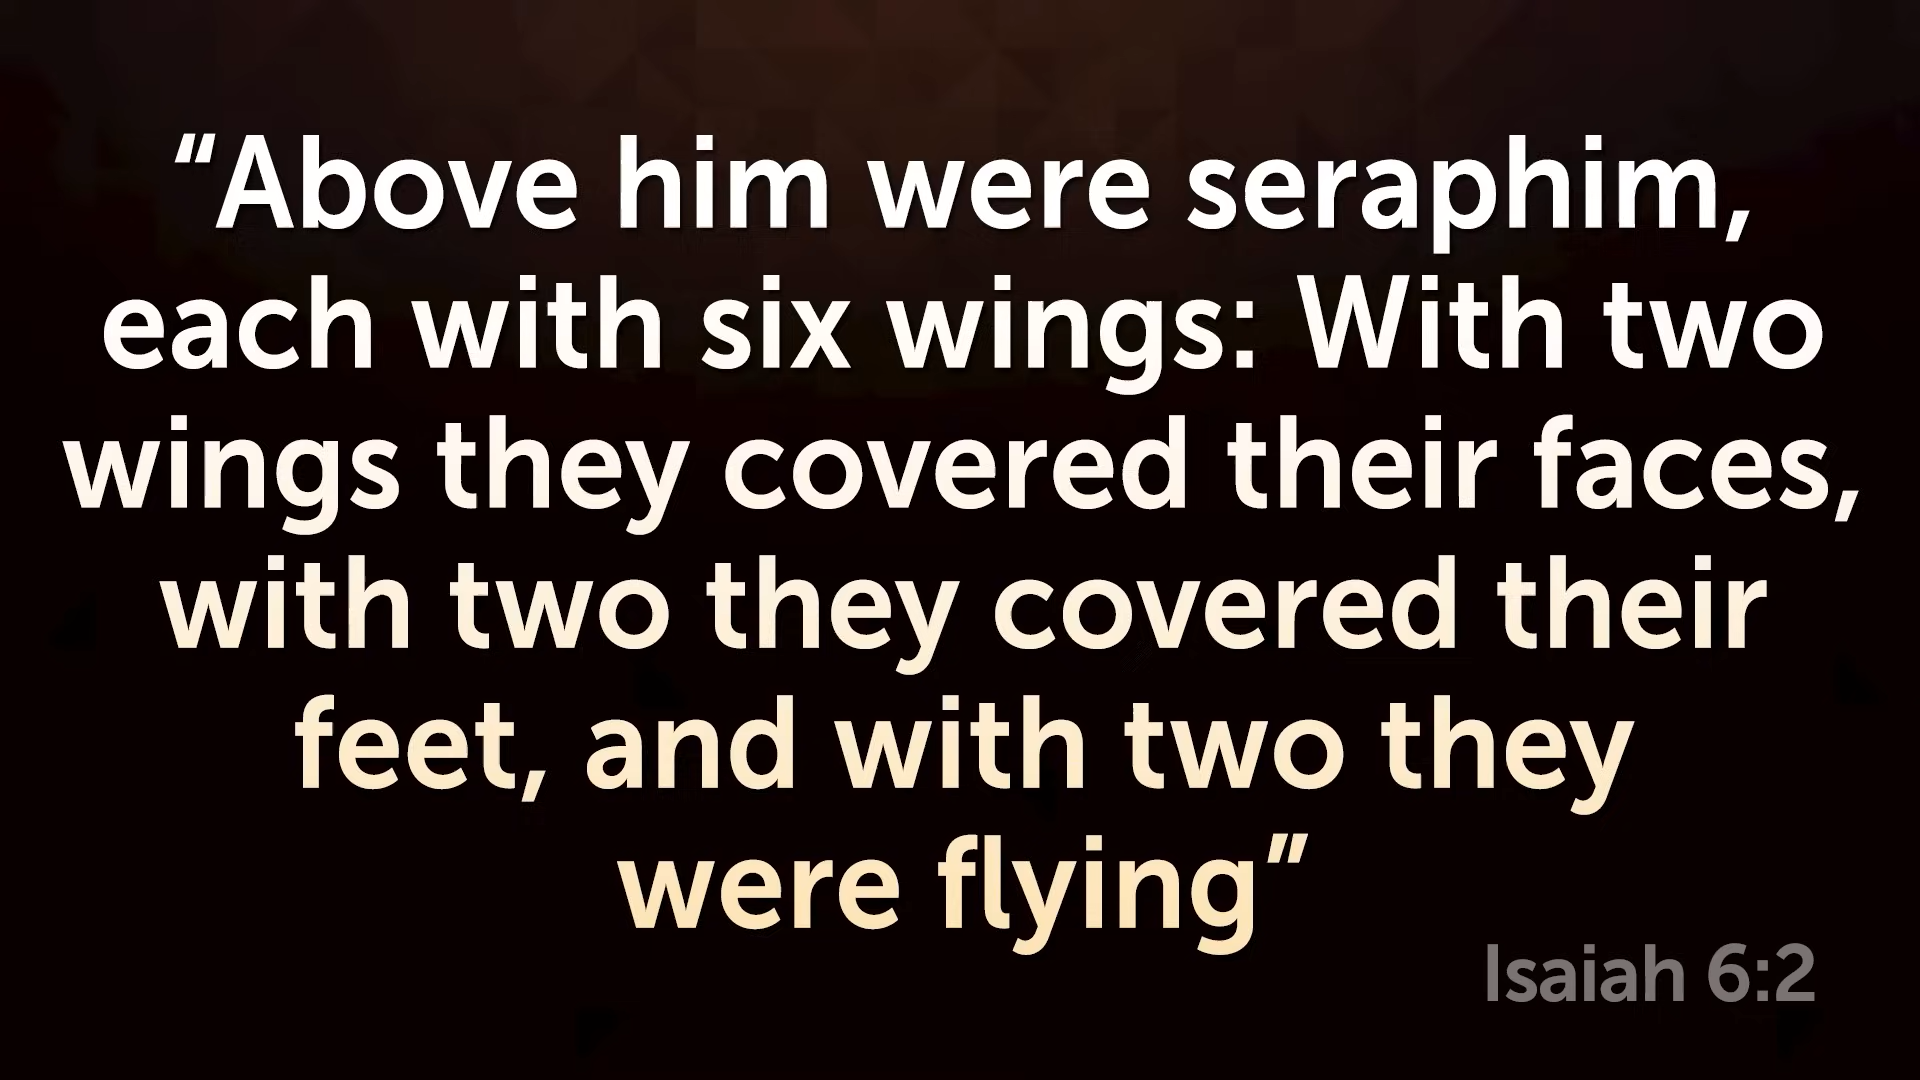 “Above him were seraphim,
each with six wings: With two
wings they covered their faces,
with two they covered their
feet, and with two they
were flying”
Isaiah 6:2